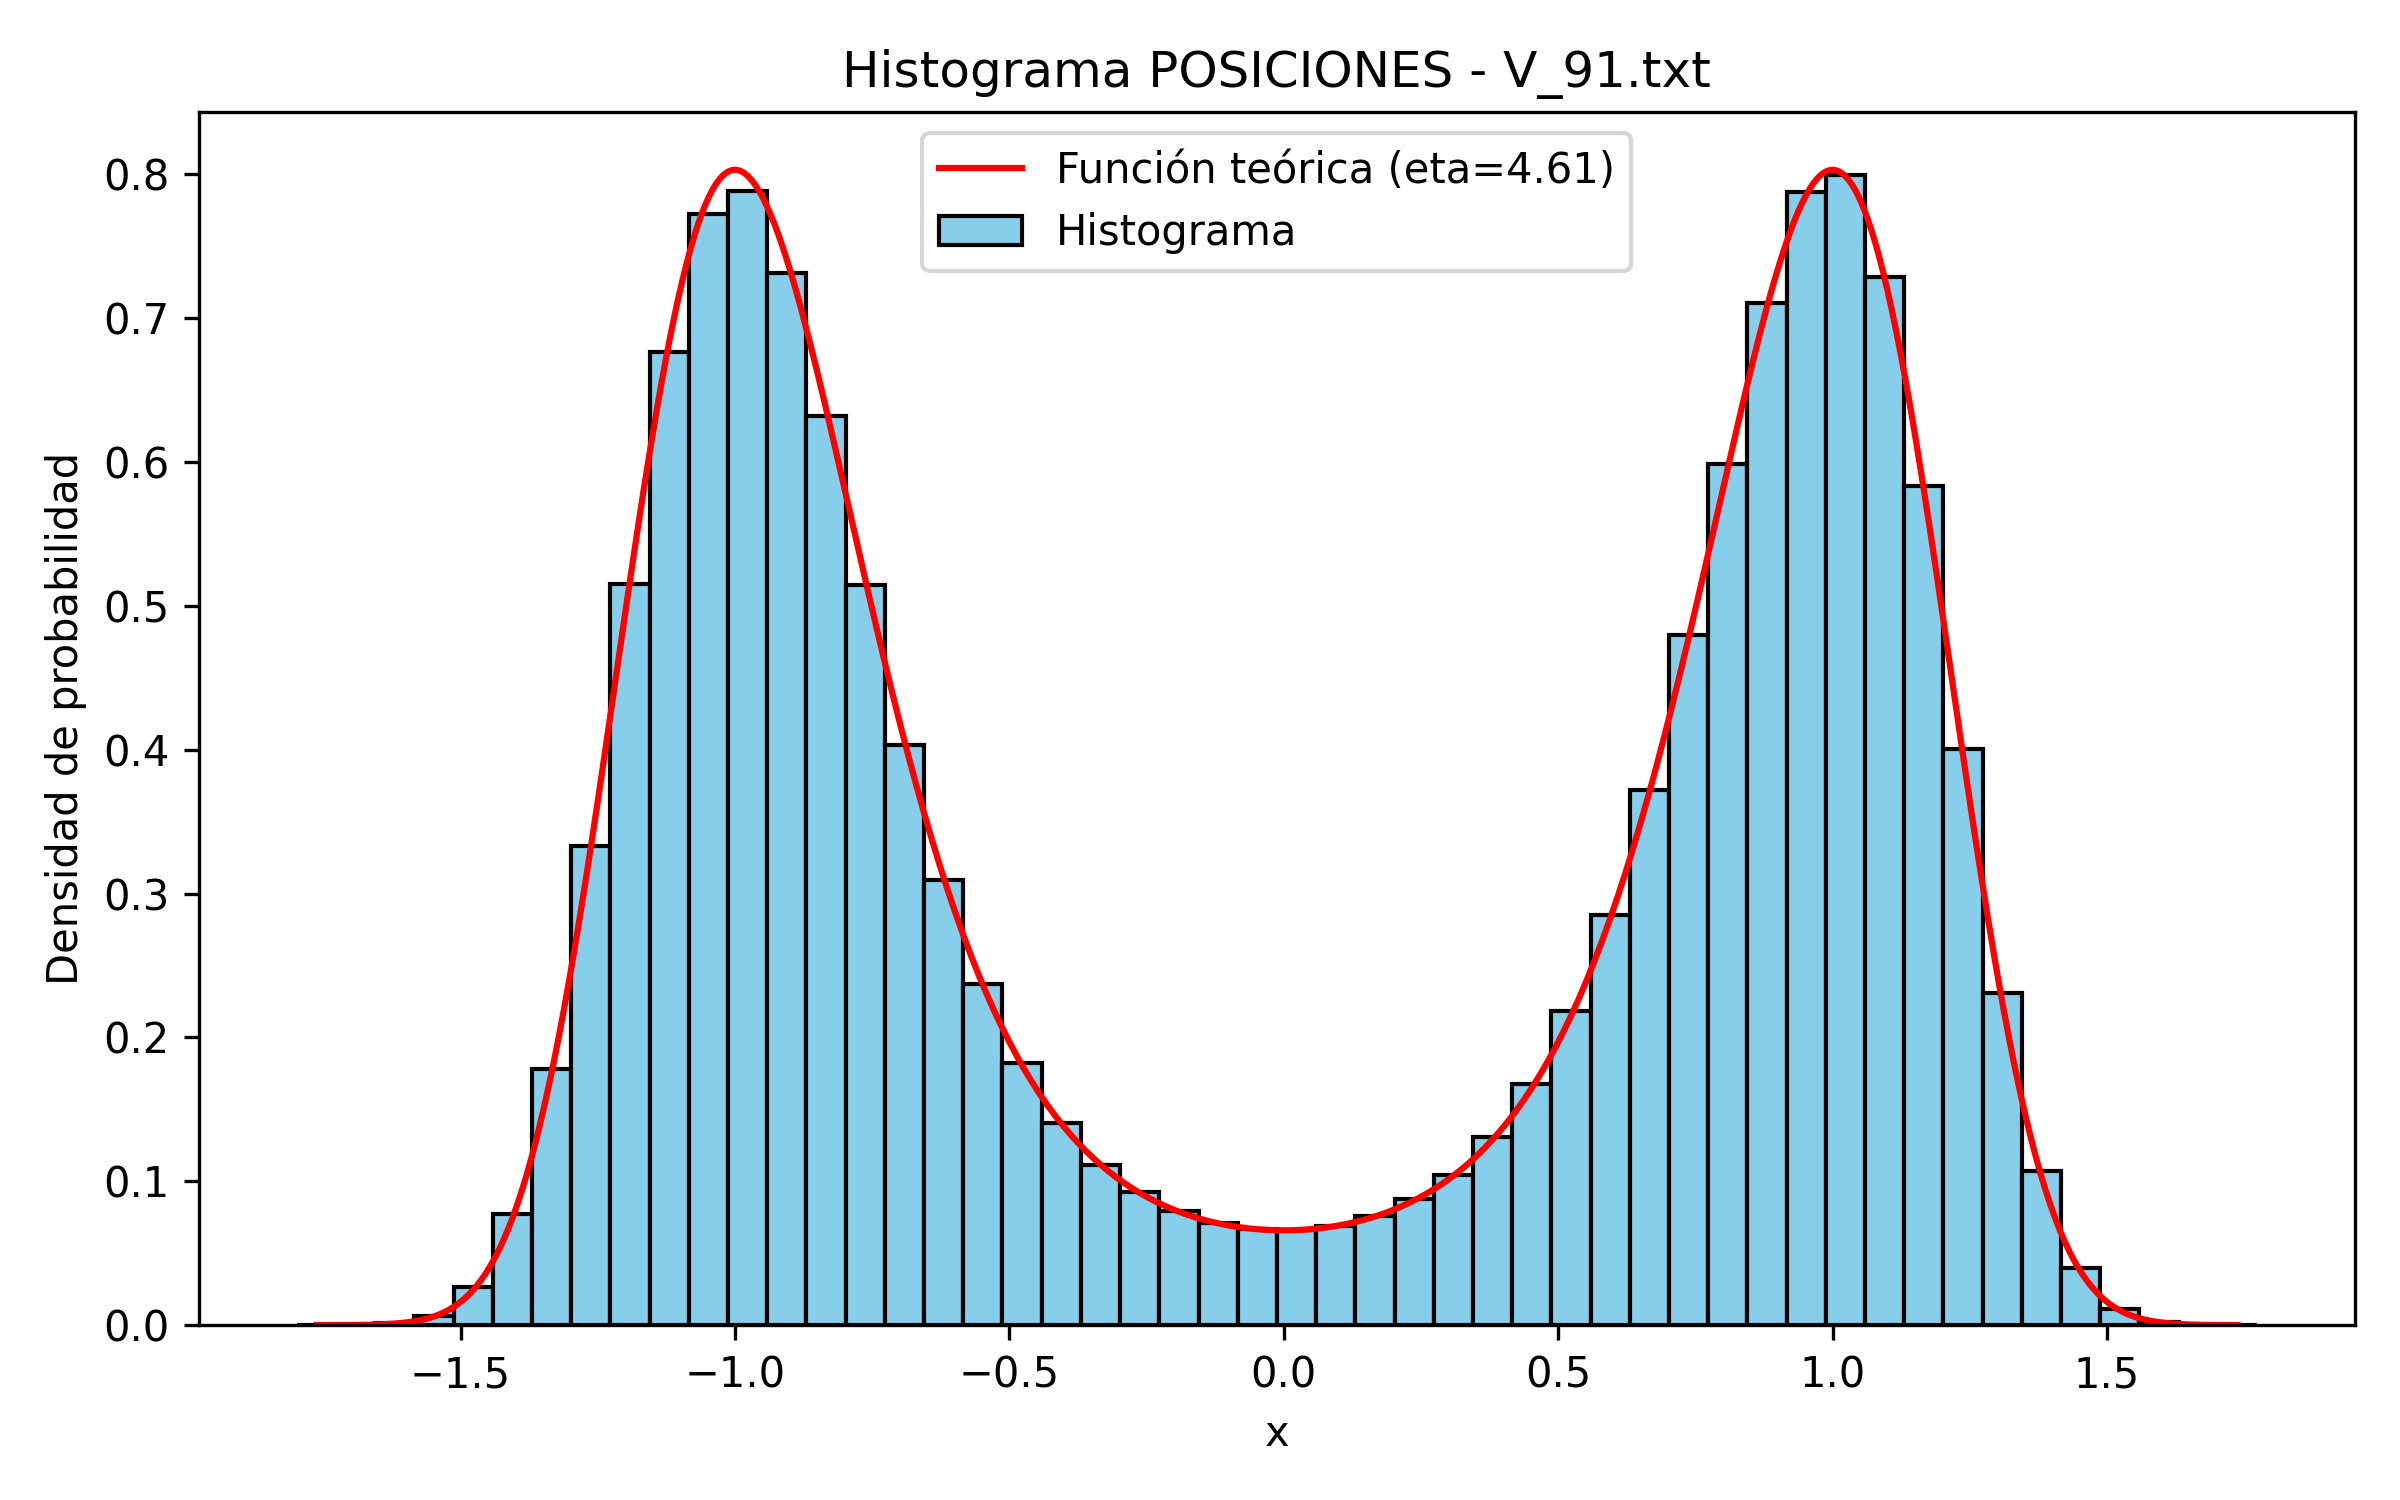 Histograma POSICIONES - V_91.txt
Función teórica (eta=4.61)
Histograma
Densidad de probabilidad
0.8
0.7
0.6
0.5
0.4
0.3
0.2
0.1
0.0
−1.5 −1.0 −0.5 0.0 0.5 1.0 1.5
x